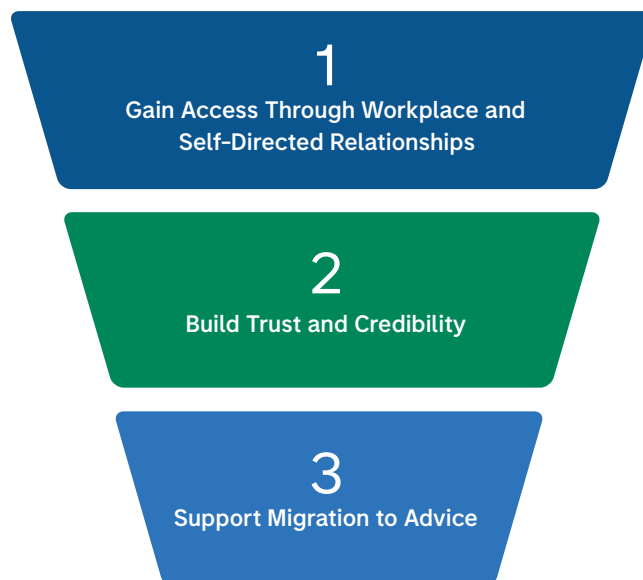 1
Gain Access Through Workplace and
Self-Directed Relationships
2
Build Trust and Credibility
3
Support Migration to Advice